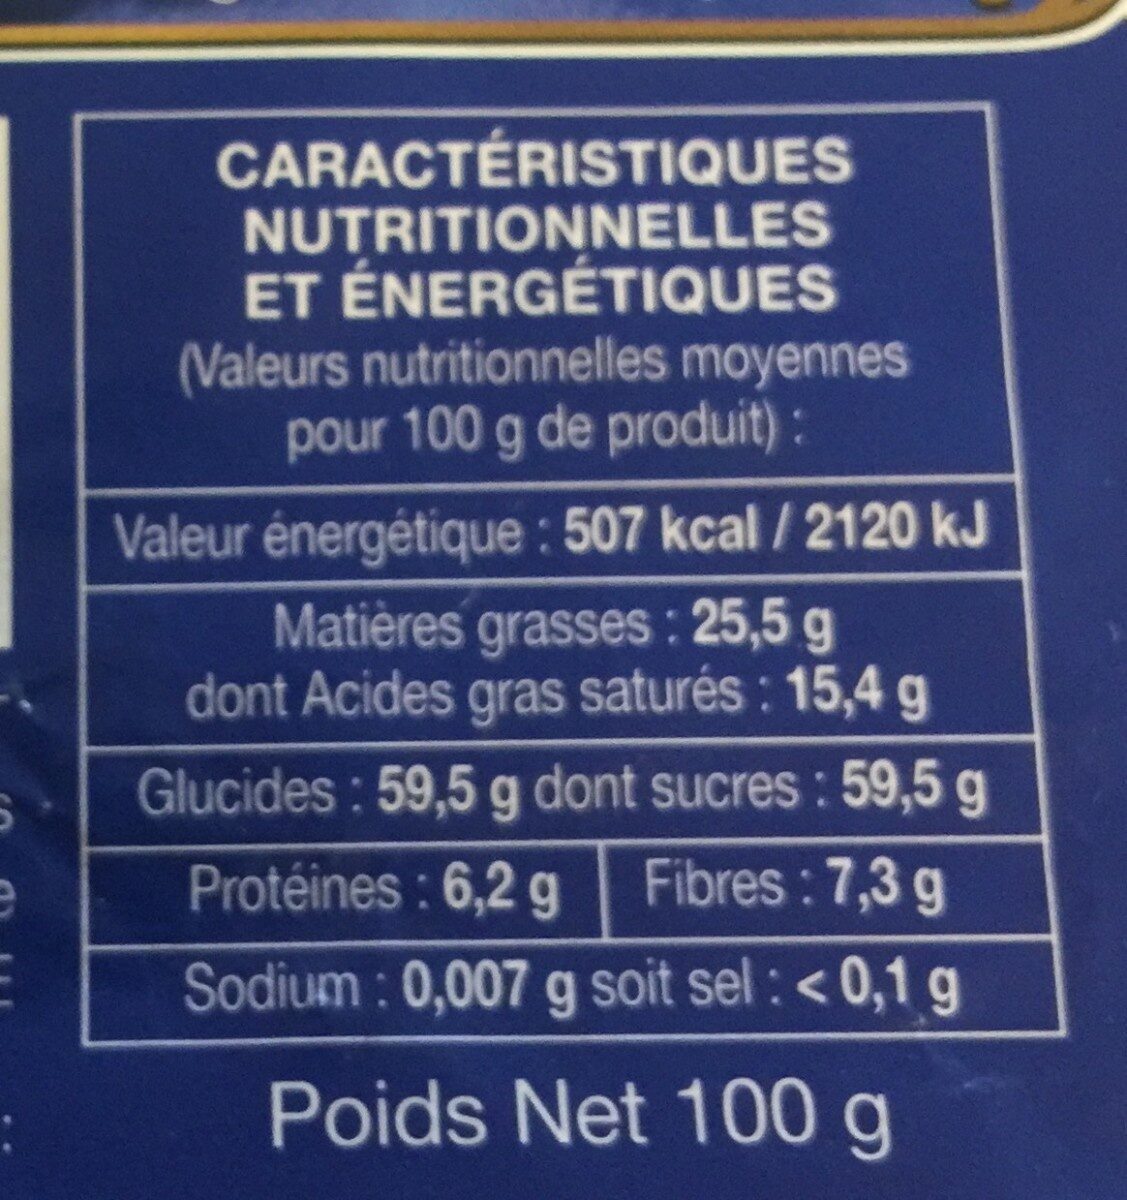 CARACTÉRISTIQUES
NUTRITIONNELLES
ET ÉNERGÉTIQUES
(Valeurs nutritionnelles moyennes
pour 100 g de produit) :
Valeur énergétique : 507 kcal / 2120 kJ
Matières grasses : 25,5 g
dont Acides gras saturés : 15,4 g
Glucides : 59,5 g dont sucres : 59,5 g
Protéines : 6,2 g Fibres : 7,3 g
Sodium : 0,007 g soit sel : < 0,1 g
Poids Net 100 g